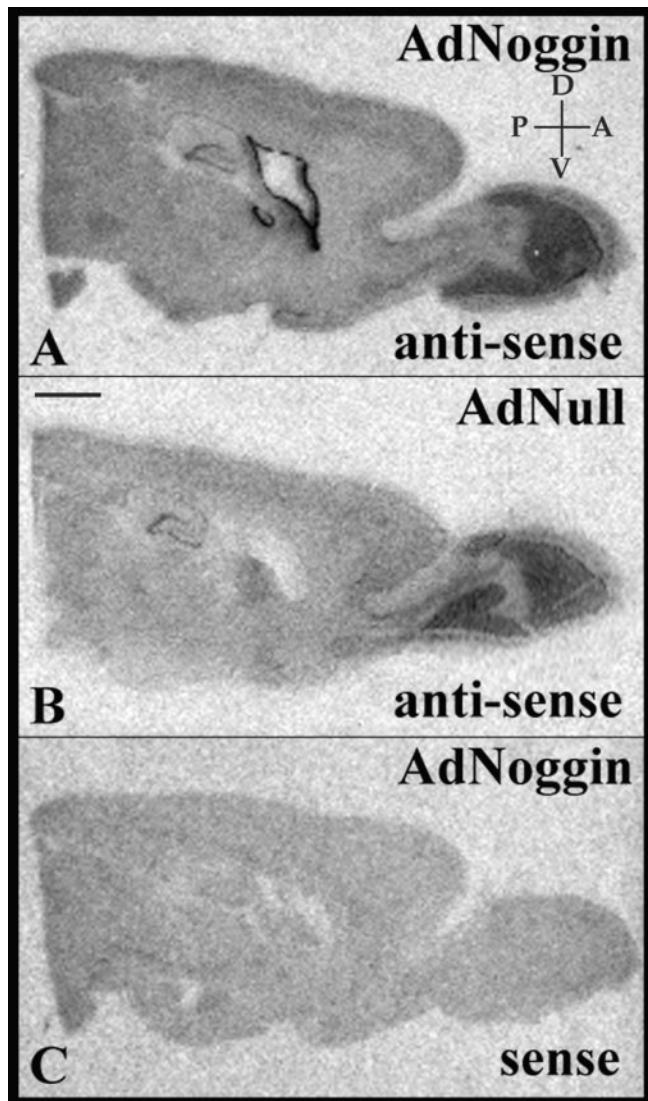 AdNoggin
D
P A
V
A
anti-sense
AdNull
B
anti-sense
AdNoggin
C
sense